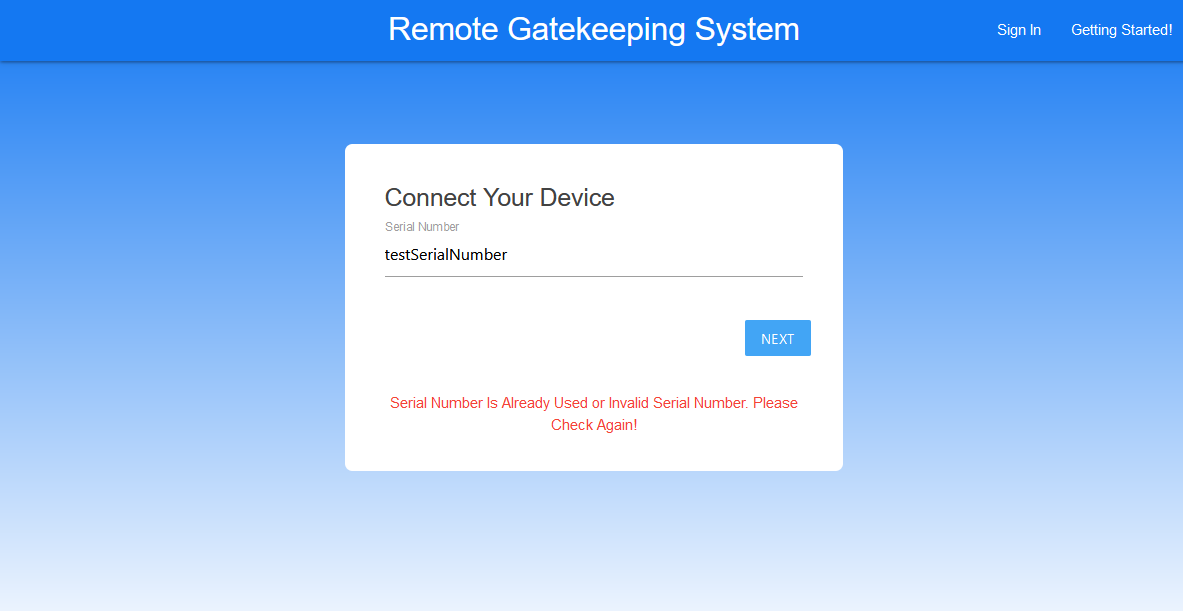 Remote Gatekeeping System
Sign In
Getting Started!
Connect Your Device
Serial Number
testSerialNumber
NEXT
Serial Number Is Already Used or Invalid Serial Number. Please
Check Again!